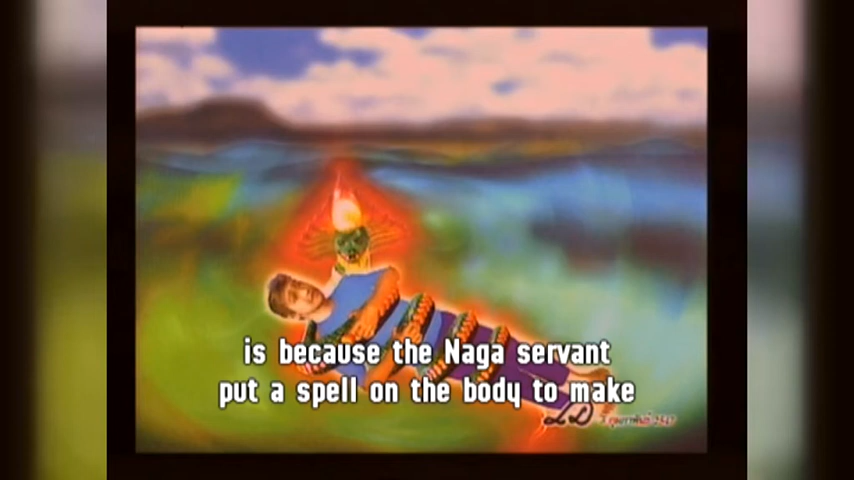 is because the Naga servant
put a spell on the body to make